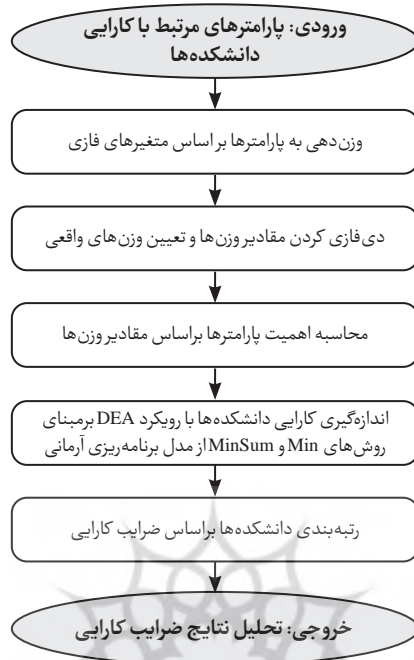 ورودی: پارامترهای مرتبط با کارایی
دانشکده‌ها
وزن‌دهی به پارامترها بر اساس متغیرهای فازی
دی‌فازی کردن مقادیر وزن‌ها و تعیین وزن‌های واقعی
محاسبه اهمیت پارامترها براساس مقادیر وزن‌ها
اندازه‌گیری کارایی دانشکده‌ها با رویکرد DEA برمبنای
روش‌های Min و MinSum از مدل برنامه‌ریزی آرمانی
رتبه‌بندی دانشکده‌ها براساس ضرایب کارایی
خروجی: تحلیل نتایج ضرایب کارایی